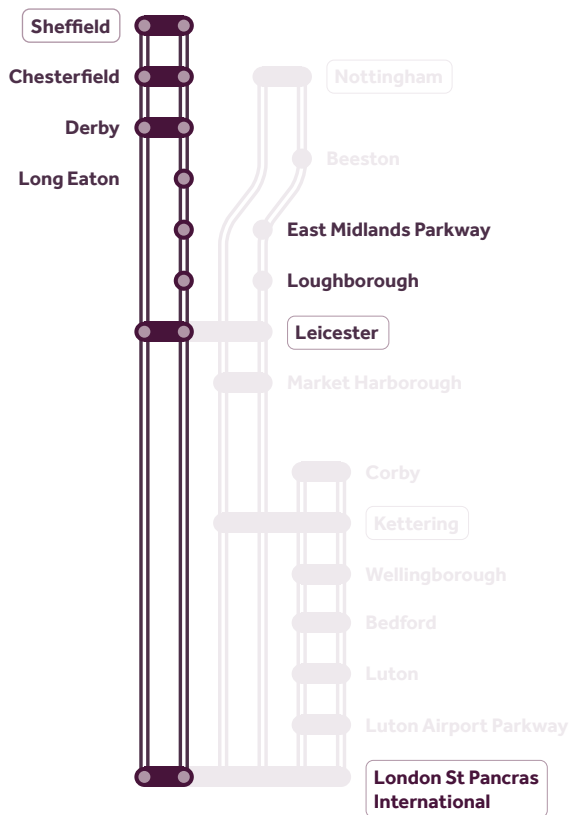 Sheffield
Chesterfield
Nottingham
Derby
Beeston
Long Eaton
East Midlands Parkway
Loughborough
Leicester
Market Harborough
Corby
Kettering
Wellingborough
Bedford
Luton
Luton Airport Parkway
London St Pancras
International